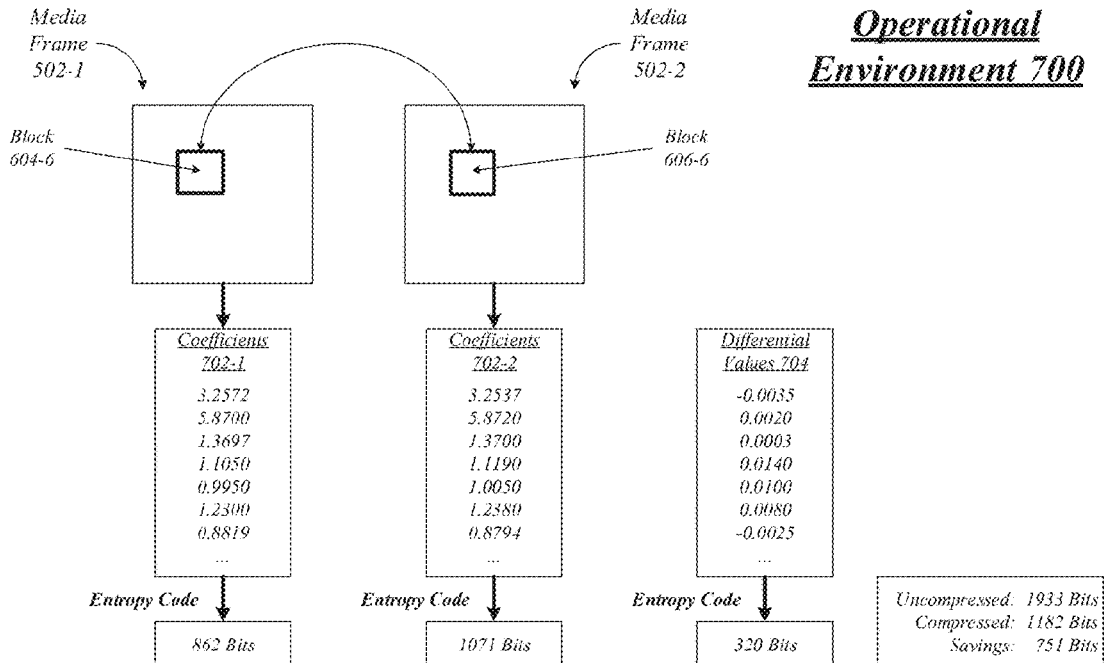 Operational
Environment 700
Media
Frame
502-1
Media
Frame
502-2
Block
604-6
Block
606-6
Coefficients
702-1
3.2572
5.8700
1.3697
1.1050
0.9950
1.2300
0.8819
...
Coefficients
702-2
3.2537
5.8720
1.3700
1.1190
1.0050
1.2380
0.8794
...
Differential
Values 704
-0.0035
0.0020
0.0003
0.0140
0.0100
0.0080
-0.0025
...
Entropy Code
Entropy Code
Entropy Code
862 Bits
1071 Bits
320 Bits
Uncompressed: 1933 Bits
Compressed: 1182 Bits
Savings: 751 Bits